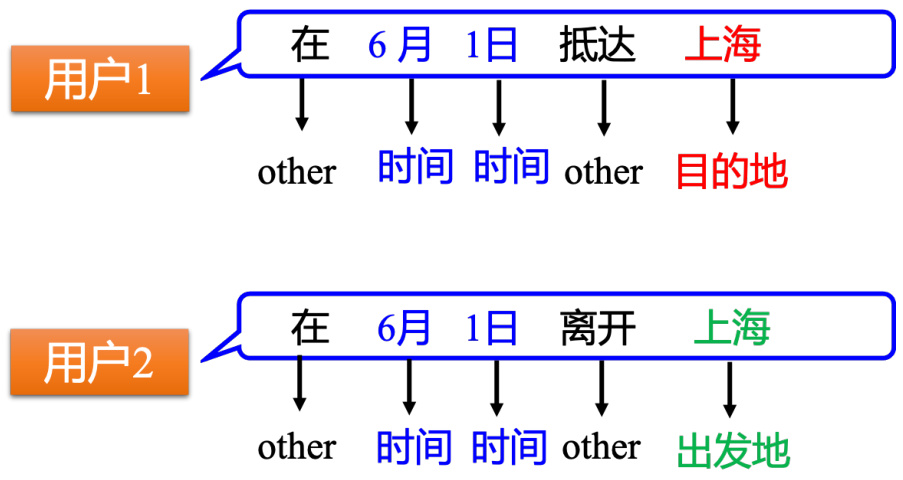 用户1
在 6 月 1日 抵达 上海
other 时间 时间 other 目的地
用户2
在 6月 1日 离开 上海
other 时间 时间 other 出发地